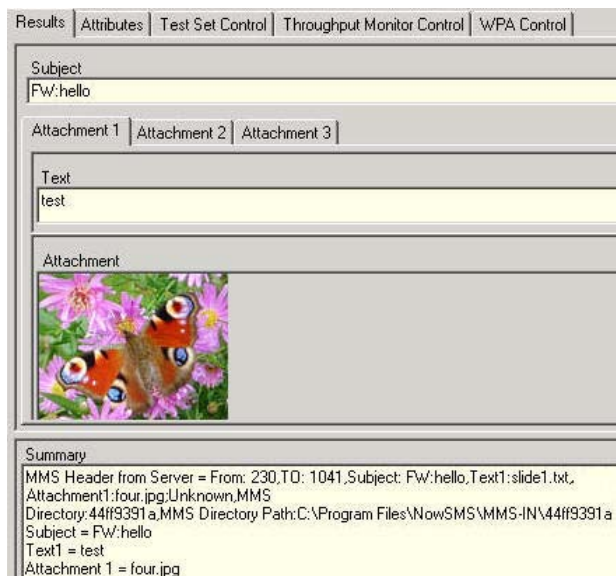 Results Attributes Test Set Control Throughput Monitor Control WPA Control
Subject
FW:hello
Attachment 1 Attachment 2 Attachment 3
Text
test
Attachment
Summary
MMS Header from Server = From: 230,TO: 1041,Subject: FW:hello,Text1:slide1.txt,
Attachment1:four.jpg;Unknown,MMS
Directory:44ff9391a,MMS Directory Path:C:\Program Files\NowSMS\MMS-IN\44ff9391a
Subject = FW:hello
Text1 = test
Attachment 1 = four.jpg